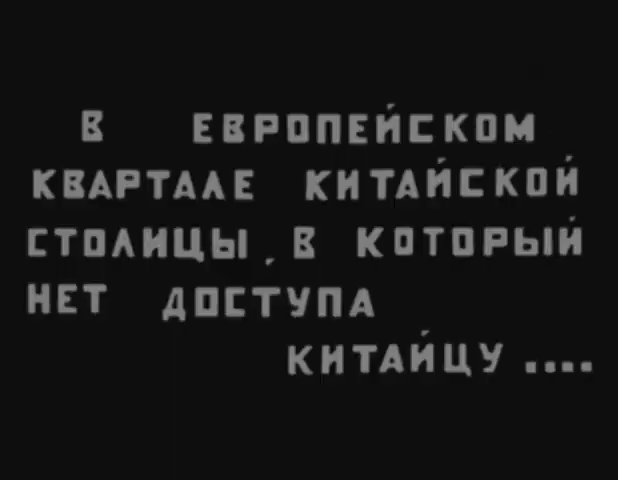 В ЕВРОПЕЙСКОМ
КВАРТАЛЕ КИТАЙСКОЙ
СТОЛИЦЫ, В КОТОРЫЙ
НЕТ ДОСТУПА
КИТАЙЦУ....